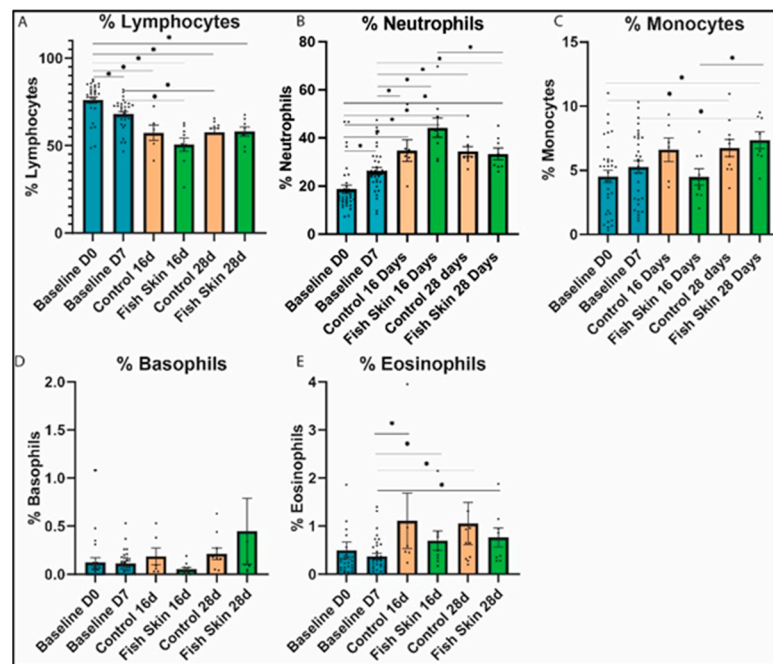 A % Lymphocytes
% Lymphocytes
100
50
0
Baseline D0
Baseline D7
Control 16d
Fish Skin 16d
Control 28d
Fish Skin 28d
B % Neutrophils
% Neutrophils
80
60
40
20
0
Baseline D0
Baseline D7
Control 16 Days
Fish Skin 16 Days
Control 28 days
Fish Skin 28 Days
C % Monocytes
% Monocytes
15
10
5
0
Baseline D0
Baseline D7
Control 16 Days
Fish Skin 16 Days
Control 28 days
Fish Skin 28 Days
D % Basophils
% Basophils
2.0
1.5
1.0
0.5
0.0
Baseline D0
Baseline D7
Control 16d
Fish Skin 16d
Control 28d
Fish Skin 28d
E % Eosinophils
% Eosinophils
4
3
2
1
0
Baseline D0
Baseline D7
Control 16d
Fish Skin 16d
Control 28d
Fish Skin 28d